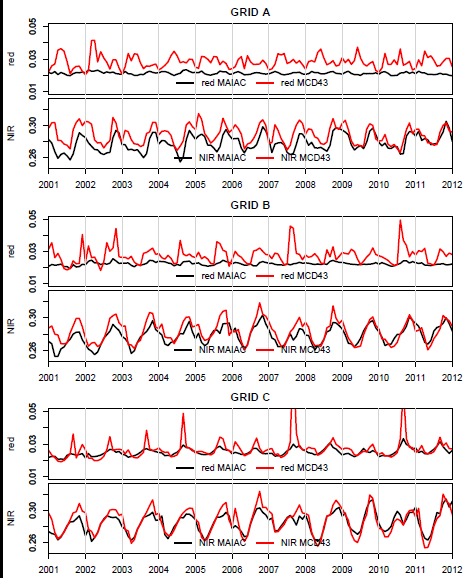 GRID A
0.05
0.03
0.01
red
red MAIAC red MCD43
0.30
0.26
NIR
NIR MAIAC NIR MCD43
2001 2002 2003 2004 2005 2006 2007 2008 2009 2010 2011 2012
GRID B
0.05
0.03
0.01
red
red MAIAC red MCD43
0.30
0.26
NIR
NIR MAIAC NIR MCD43
2001 2002 2003 2004 2005 2006 2007 2008 2009 2010 2011 2012
GRID C
0.05
0.03
0.01
red
red MAIAC red MCD43
0.30
0.26
NIR
NIR MAIAC NIR MCD43
2001 2002 2003 2004 2005 2006 2007 2008 2009 2010 2011 2012